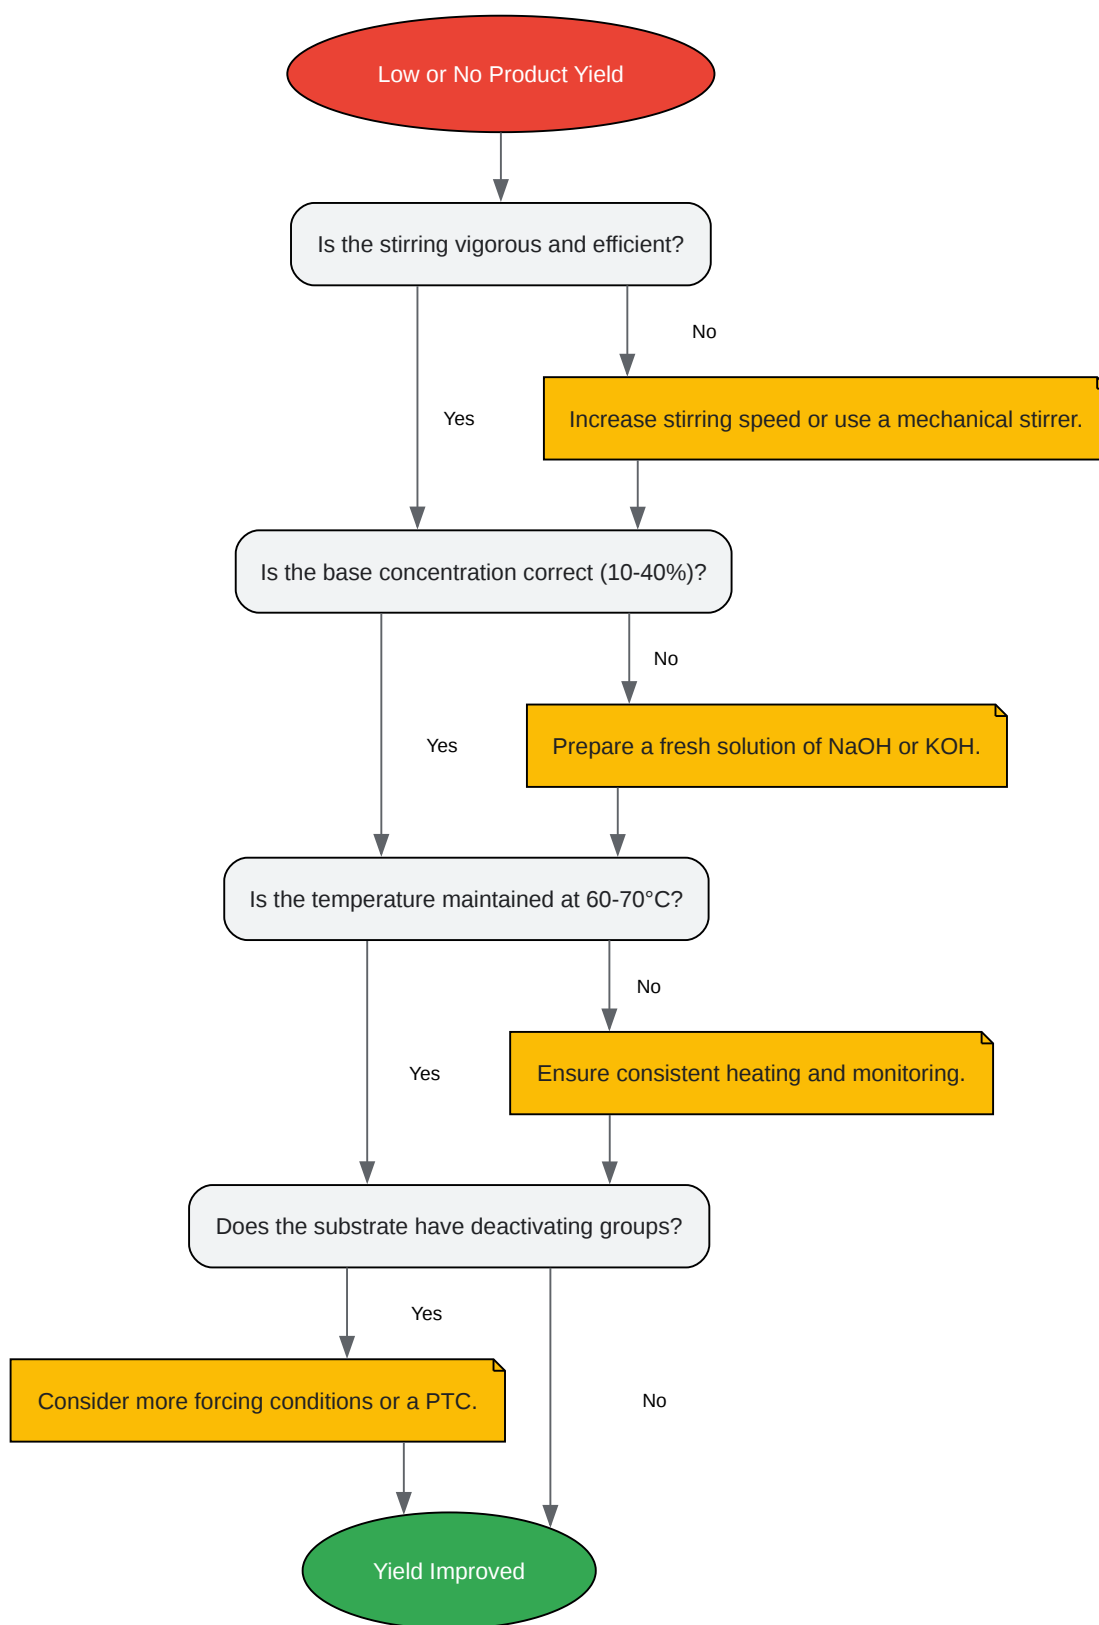 Low or No Product Yield
Is the stirring vigorous and efficient?
No
Increase stirring speed or use a mechanical stirrer.
Yes
Is the base concentration correct (10-40%)?
No
Prepare a fresh solution of NaOH or KOH.
Yes
Is the temperature maintained at 60-70°C?
No
Ensure consistent heating and monitoring.
Yes
Does the substrate have deactivating groups?
Yes
Consider more forcing conditions or a PTC.
No
Yield Improved